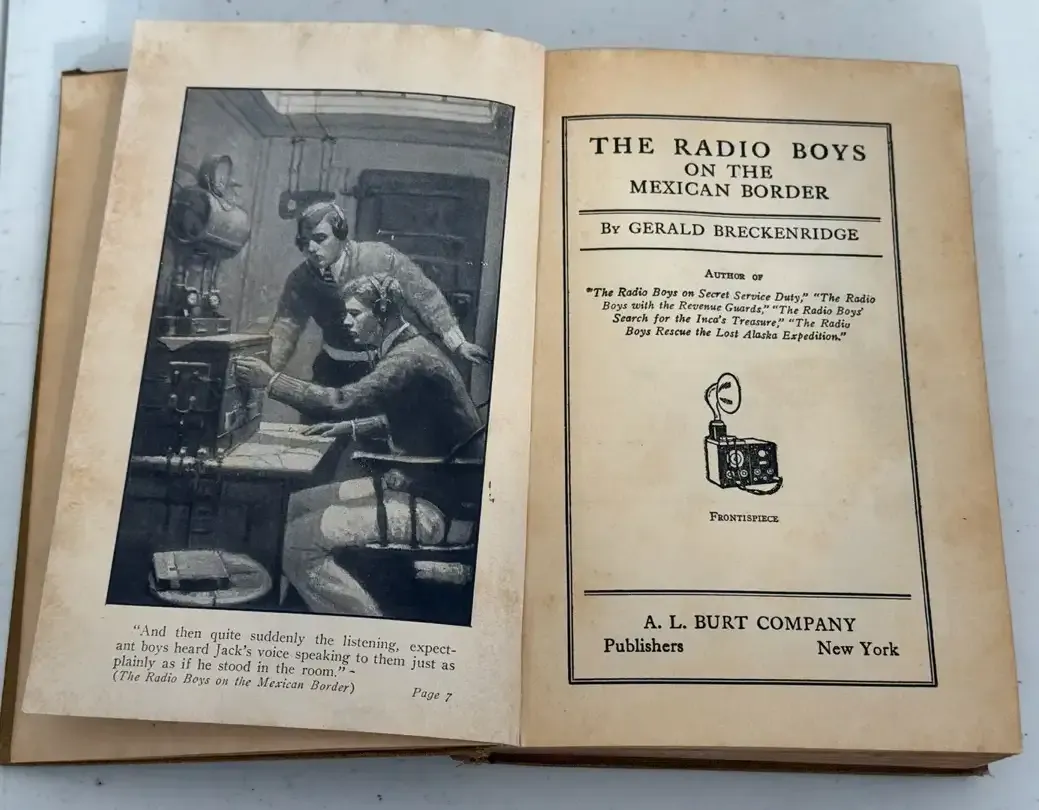 "And then quite suddenly the listening, expect-
ant boys heard Jack's voice speaking to them just as
plainly as if he stood in the room." -
(The Radio Boys on the Mexican Border)
Page 7
THE RADIO BOYS
ON THE
MEXICAN BORDER
By GERALD BRECKENRIDGE
AUTHOR OF
"The Radio Boys on Secret Service Duty," "The Radio
Boys with the Revenue Guards," "The Radio Boys'
Search for the Inca's Treasure," "The Radio
Boys Rescue the Lost Alaska Expedition."
FRONTISPIECE
A. L. BURT COMPANY
Publishers New York